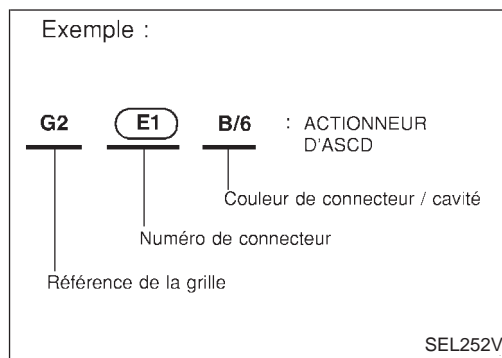 Exemple :
G2 E1 B/6 : ACTIONNEUR
D'ASCD
Couleur de connecteur / cavité
Numéro de connecteur
Référence de la grille
SEL252V